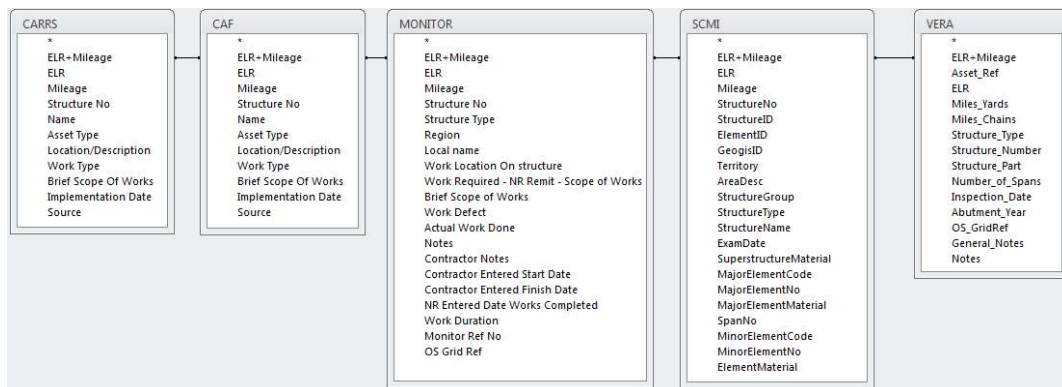 CARRS
*
ELR+Mileage
ELR
Mileage
Structure No
Name
Asset Type
Location/Description
Work Type
Brief Scope Of Works
Implementation Date
Source
CAF
*
ELR+Mileage
ELR
Mileage
Structure No
Name
Asset Type
Location/Description
Work Type
Brief Scope Of Works
Implementation Date
Source
MONITOR
*
ELR+Mileage
ELR
Mileage
Structure No
Structure Type
Region
Local name
Work Location On structure
Work Required - NR Remit - Scope of Works
Brief Scope of Works
Work Defect
Actual Work Done
Notes
Contractor Notes
Contractor Entered Start Date
Contractor Entered Finish Date
NR Entered Date Works Completed
Work Duration
Monitor Ref No
OS Grid Ref
SCMI
*
ELR+Mileage
ELR
Mileage
StructureNo
StructureID
ElementID
GeogisID
Territory
AreaDesc
StructureGroup
StructureType
StructureName
ExamDate
SuperstructureMaterial
MajorElementCode
MajorElementNo
MajorElementMaterial
SpanNo
MinorElementCode
MinorElementNo
ElementMaterial
VERA
*
ELR+Mileage
Asset_Ref
ELR
Miles_Yards
Miles_Chains
Structure_Type
Structure_Number
Structure_Part
Number_of_Spans
Inspection_Date
Abutment_Year
OS_GridRef
General_Notes
Notes